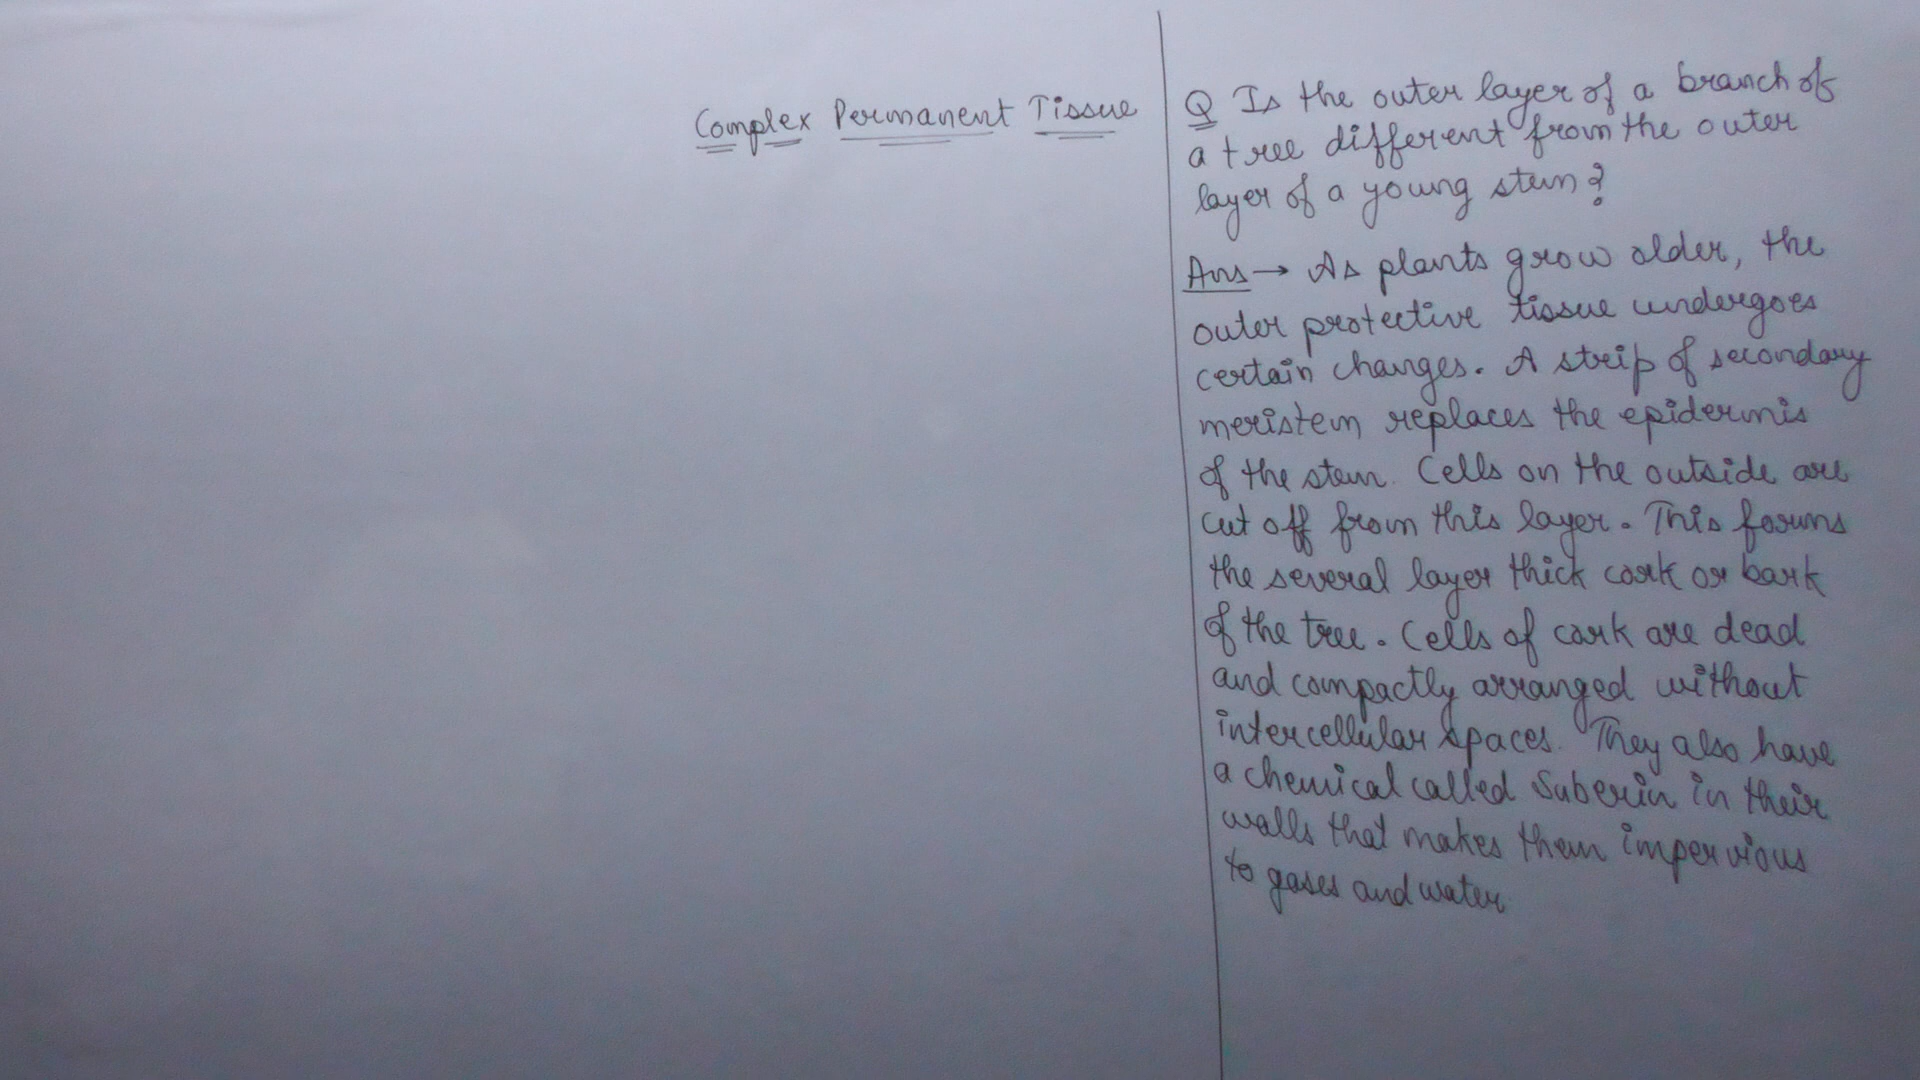 Complex Permanent Tissue
Q Is the outer layer of a branch of
a tree different from the outer
layer of a young stem?
Ans → As plants grow older, the
outer protective tissue undergoes
certain changes. A strip of secondary
meristem replaces the epidermis
of the stem. Cells on the outside are
cut off from this layer. This forms
the several layer thick cork or bark
of the tree. Cells of cork are dead
and compactly arranged without
intercellular spaces. They also have
a chemical called Suberin in their
walls that makes them impervious
to gases and water